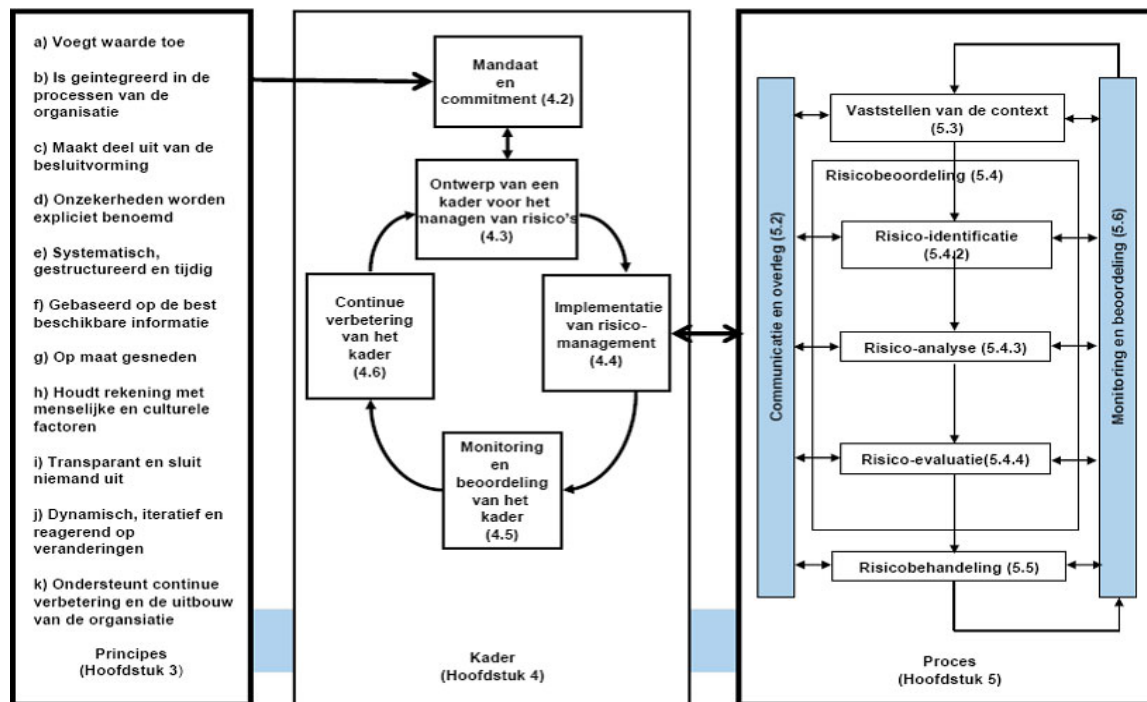 a) Voegt waarde toe
b) Is geintegreerd in de
processen van de
organisatie
c) Maakt deel uit van de
besluitvorming
d) Onzekerheden worden
expliciet benoemd
e) Systematisch,
gestructureerd en tijdig
f) Gebaseerd op de best
beschikbare informatie
g) Op maat gesneden
h) Houdt rekening met
menselijke en culturele
factoren
i) Transparant en sluit
niemand uit
j) Dynamisch, iteratief en
reagerend op
veranderingen
k) Ondersteunt continue
verbetering en de uitbouw
van de organsiatie
Principes
(Hoofdstuk 3)
Mandaat
en
commitment (4.2)
Ontwerp van een
kader voor het
managen van risico's
(4.3)
Implementatie
van risico-
management
(4.4)
Monitoring
en
beoordeling
van het
kader
(4.5)
Continue
verbetering
van het
kader
(4.6)
Kader
(Hoofdstuk 4)
Communicatie en overleg (5.2)
Vaststellen van de context
(5.3)
Risicobeoordeling (5.4)
Risico-identificatie
(5.4.2)
Risico-analyse (5.4.3)
Risico-evaluatie(5.4.4)
Risicobehandeling (5.5)
Monitoring en beoordeling (5.6)
Proces
(Hoofdstuk 5)